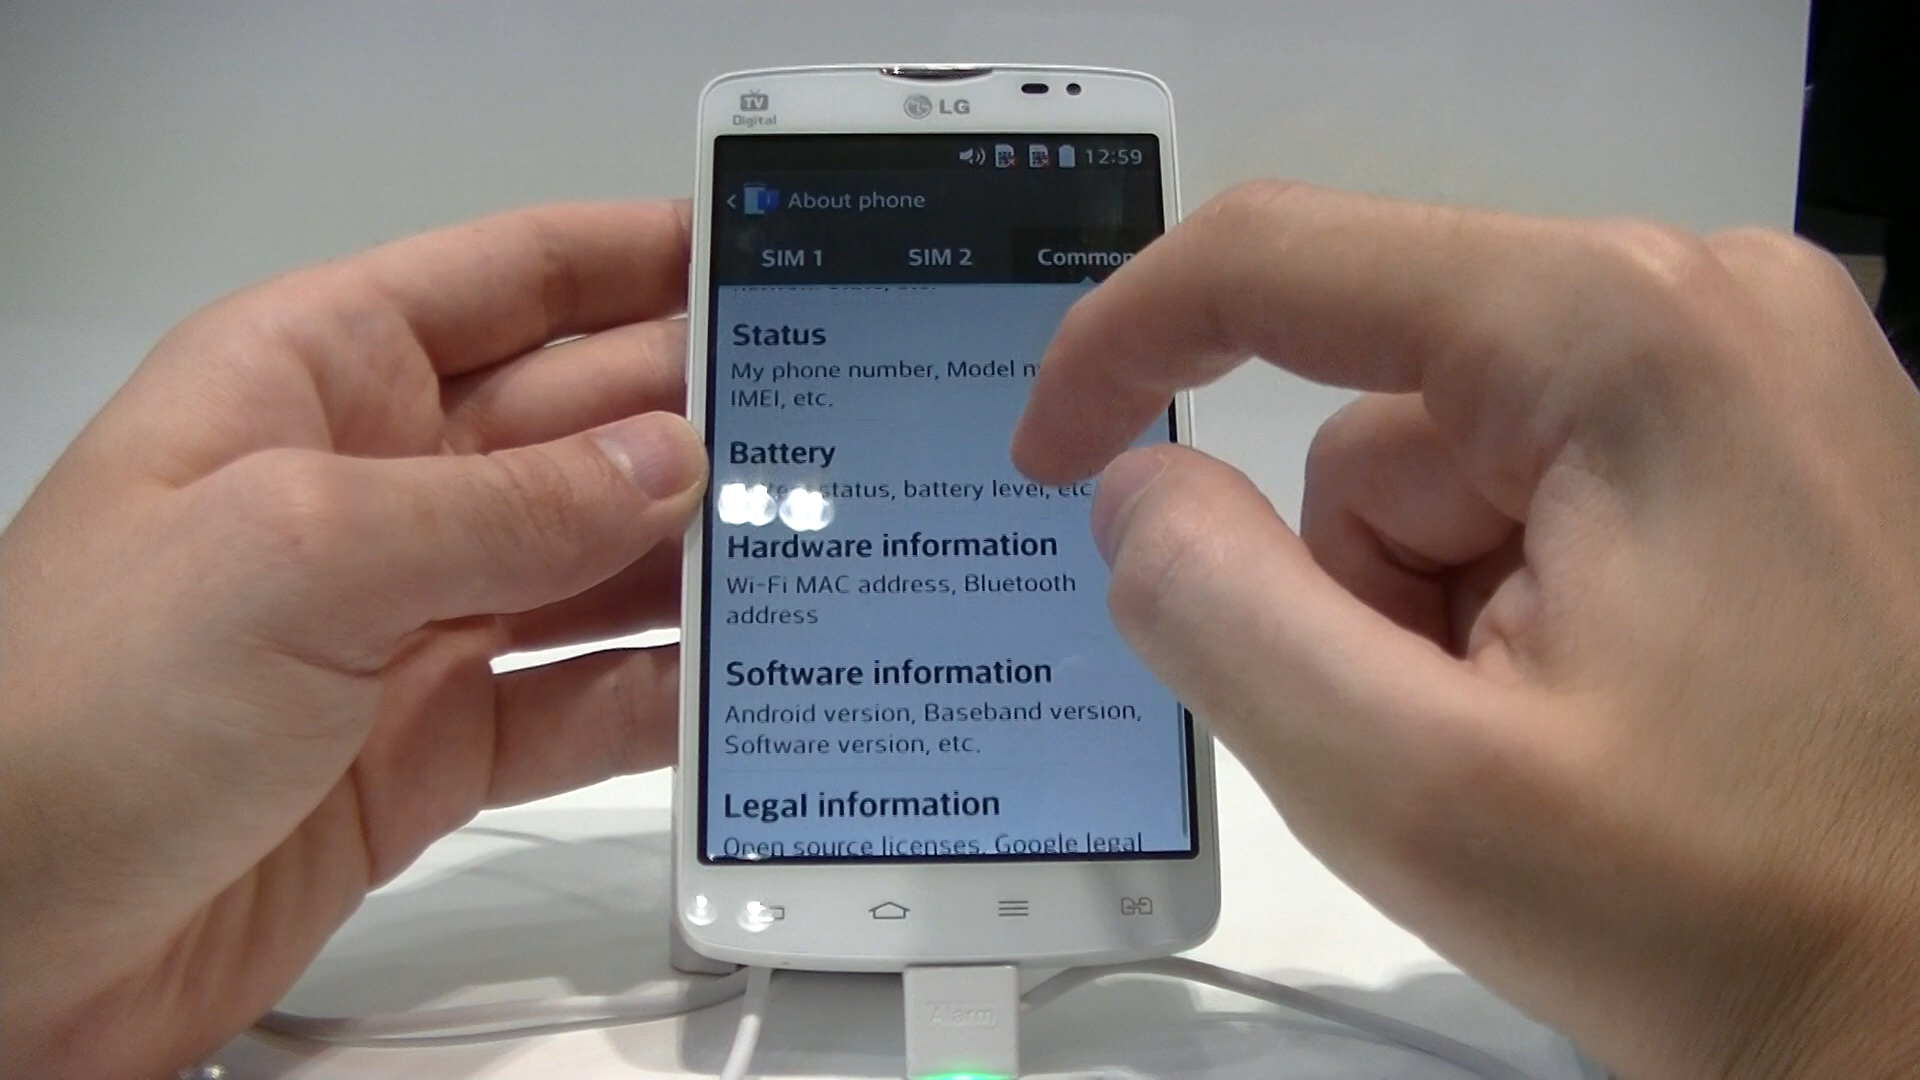 TV
Digital
LG
12:59
About phone
SIM 1 SIM 2 Common
Status
My phone number, Model
IMEI, etc.
Battery
status, battery level, etc
Hardware information
Wi-Fi MAC address, Bluetooth
address
Software information
Android version, Baseband version,
Software version, etc.
Legal information
Open source licenses, Google legal
Alarm